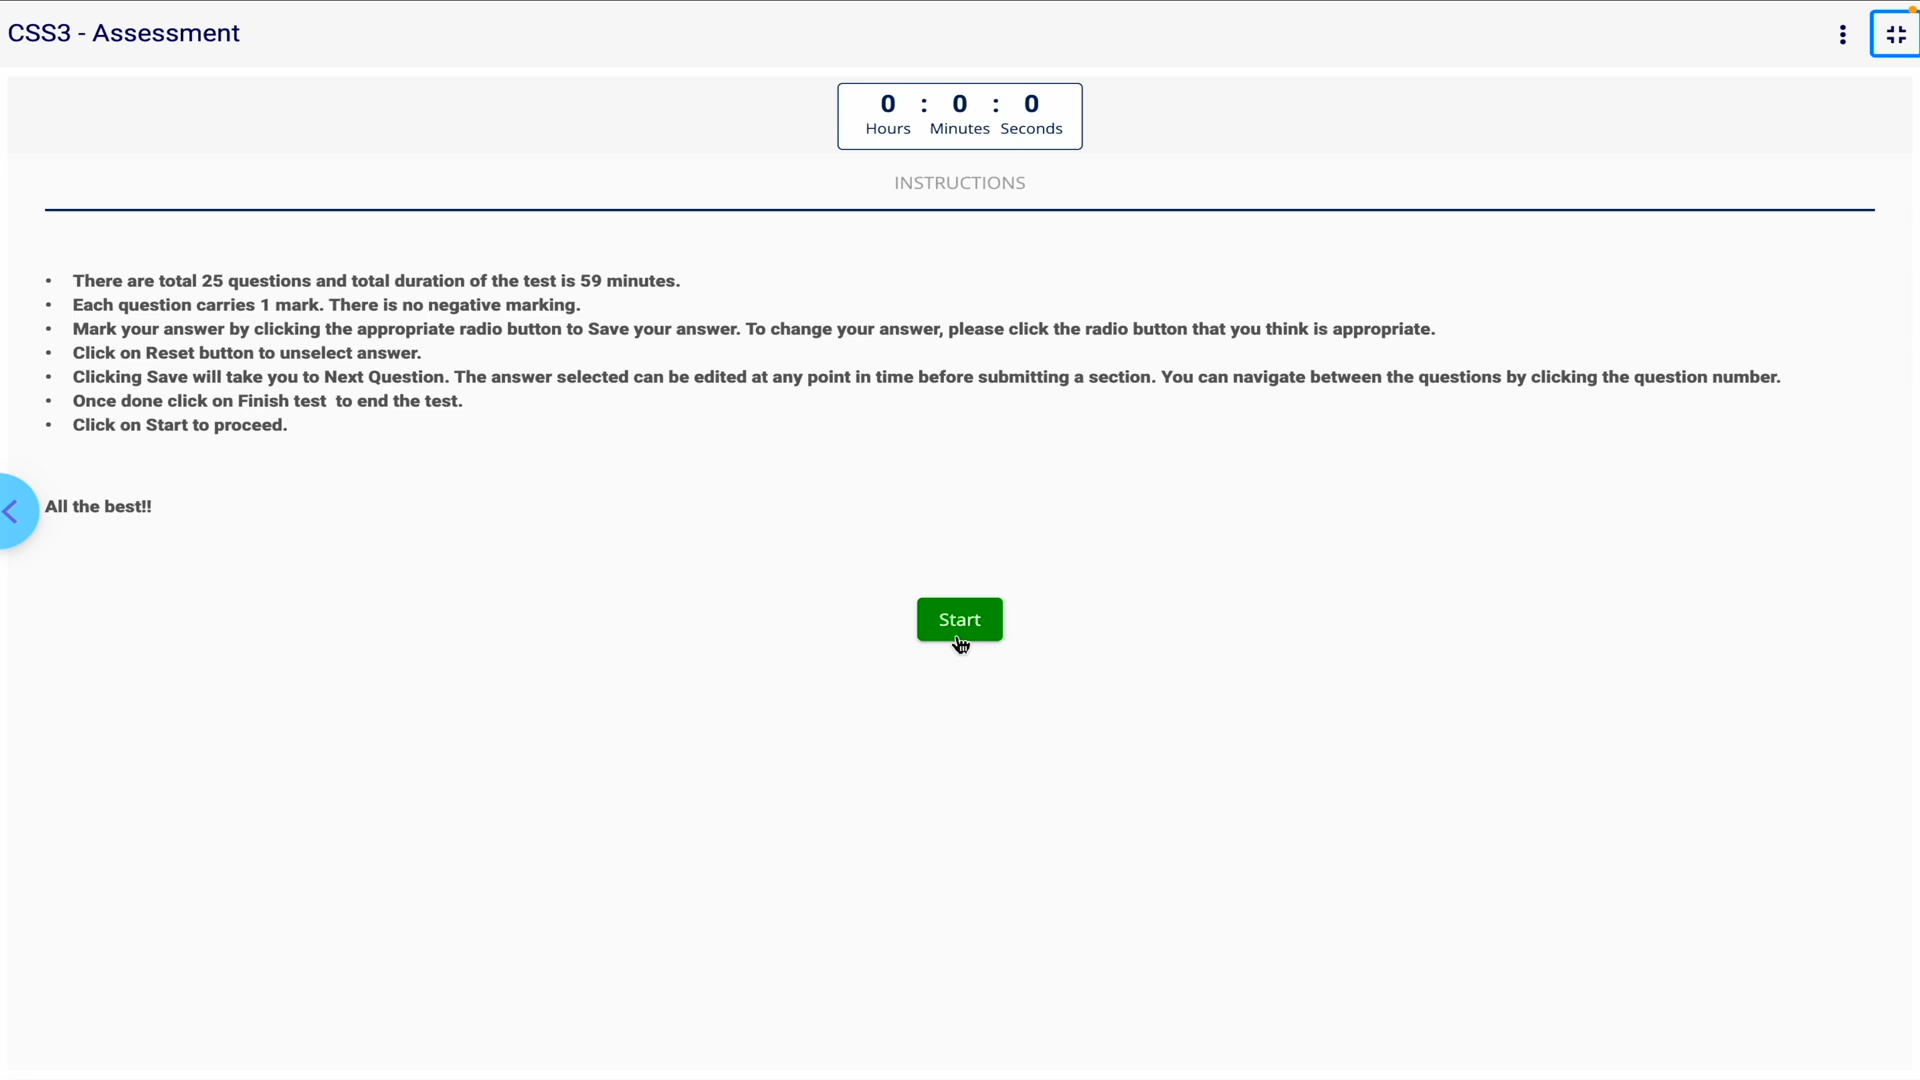 CSS3 - Assessment
0 : 0 : 0
Hours Minutes Seconds
INSTRUCTIONS
• There are total 25 questions and total duration of the test is 59 minutes.
• Each question carries 1 mark. There is no negative marking.
• Mark your answer by clicking the appropriate radio button to Save your answer. To change your answer, please click the radio button that you think is appropriate.
• Click on Reset button to unselect answer.
• Clicking Save will take you to Next Question. The answer selected can be edited at any point in time before submitting a section. You can navigate between the questions by clicking the question number.
• Once done click on Finish test  to end the test.
• Click on Start to proceed.
All the best!!
Start